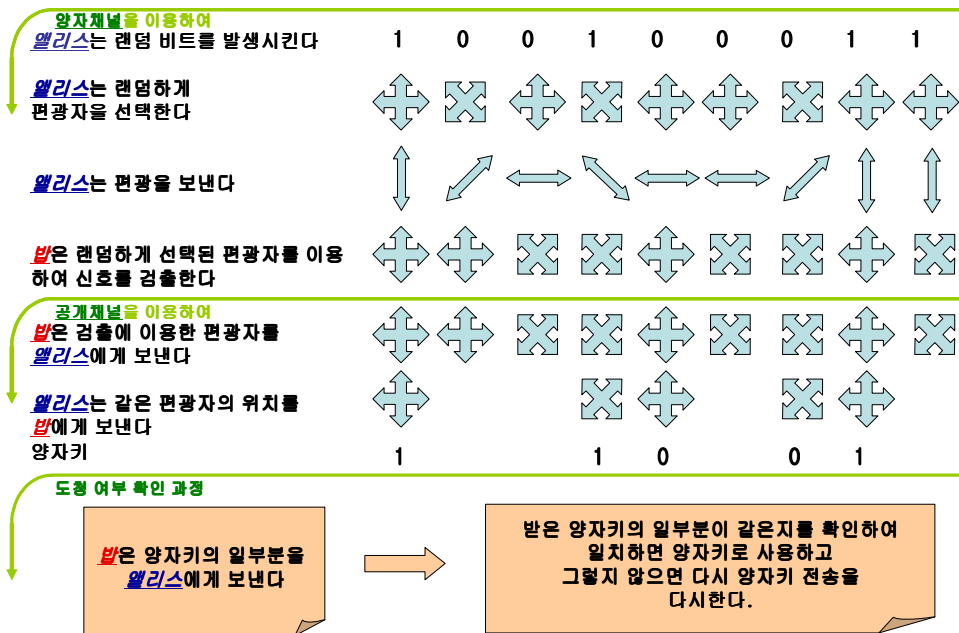 양자채널을 이용하여
앨리스는 랜덤 비트를 발생시킨다
1 0 0 1 0 0 0 1 1
앨리스는 랜덤하게
편광자을 선택한다
앨리스는 편광을 보낸다
밥은 랜덤하게 선택된 편광자를 이용
하여 신호를 검출한다
공개채널을 이용하여
밥은 검출에 이용한 편광자를
앨리스에게 보낸다
앨리스는 같은 편광자의 위치를
밥에게 보낸다
양자키
1 1 0 0 1
도청 여부 확인 과정
밥은 양자키의 일부분을
앨리스에게 보낸다
받은 양자키의 일부분이 같은지를 확인하여
일치하면 양자키로 사용하고
그렇지 않으면 다시 양자키 전송을
다시한다.